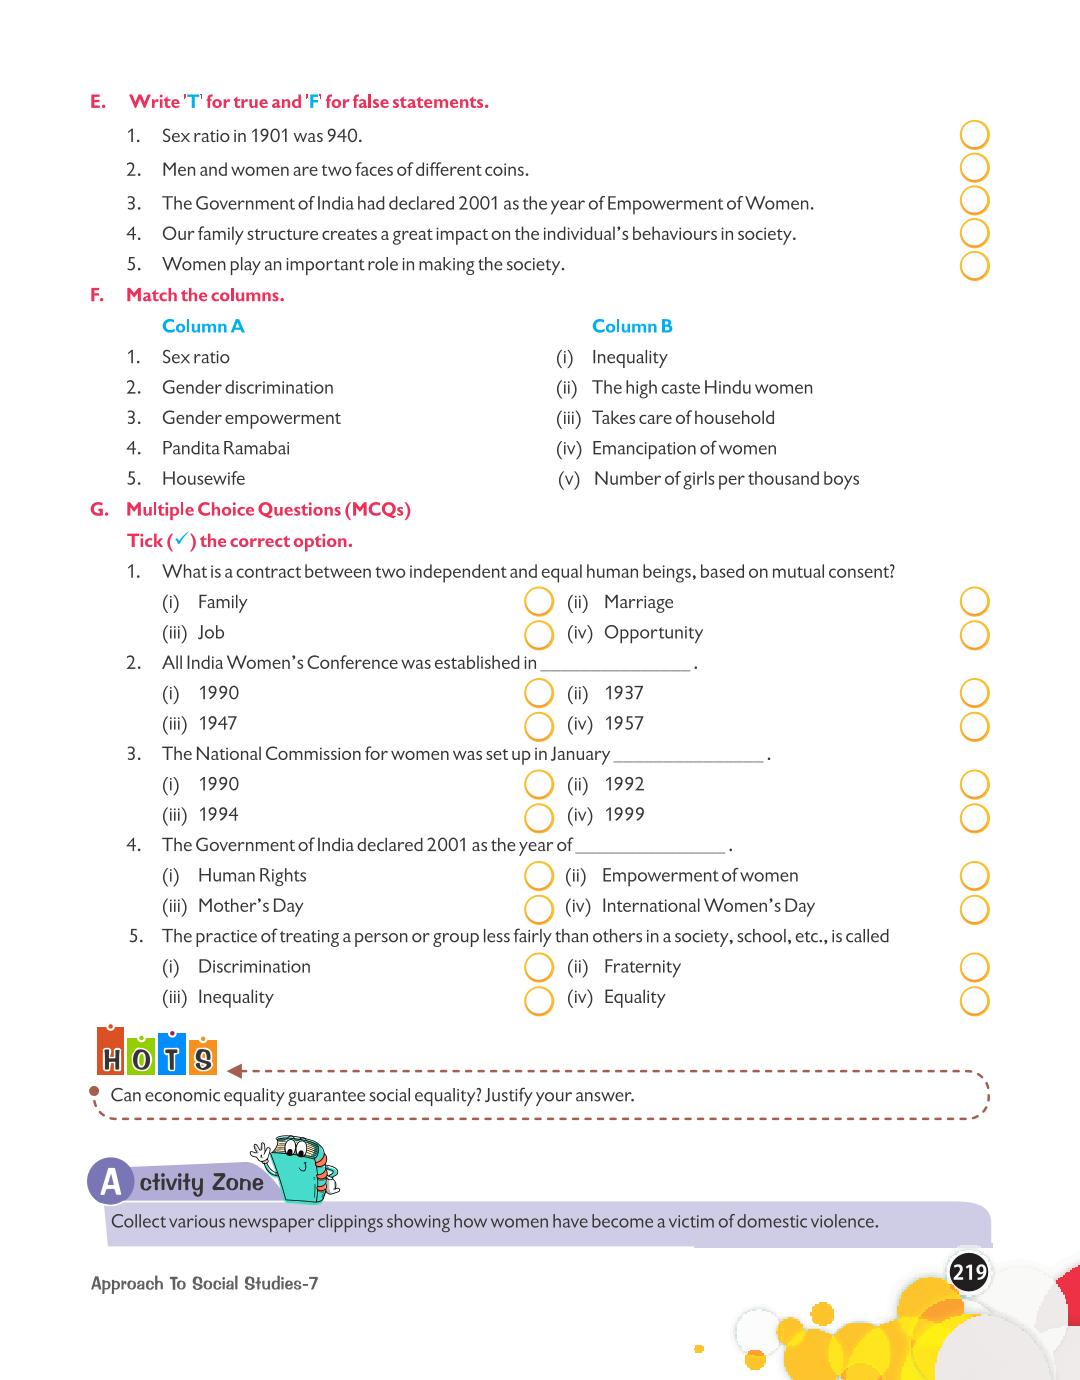 E. Write 'T' for true and 'F' for false statements.
1. Sex ratio in 1901 was 940.
2. Men and women are two faces of different coins.
3. The Government of India had declared 2001 as the year of Empowerment of Women.
4. Our family structure creates a great impact on the individual's behaviours in society.
5. Women play an important role in making the society.
F. Match the columns.
Column A Column B
1. Sex ratio (i) Inequality
2. Gender discrimination (ii) The high caste Hindu women
3. Gender empowerment (iii) Takes care of household
4. Pandita Ramabai (iv) Emancipation of women
5. Housewife (v) Number of girls per thousand boys
G. Multiple Choice Questions (MCQs)
Tick (✓) the correct option.
1. What is a contract between two independent and equal human beings, based on mutual consent?
(i) Family (ii) Marriage
(iii) Job (iv) Opportunity
2. All India Women's Conference was established in _______________ .
(i) 1990 (ii) 1937
(iii) 1947 (iv) 1957
3. The National Commission for women was set up in January _______________ .
(i) 1990 (ii) 1992
(iii) 1994 (iv) 1999
4. The Government of India declared 2001 as the year of _______________ .
(i) Human Rights (ii) Empowerment of women
(iii) Mother's Day (iv) International Women's Day
5. The practice of treating a person or group less fairly than others in a society, school, etc., is called
(i) Discrimination (ii) Fraternity
(iii) Inequality (iv) Equality
HOTS
Can economic equality guarantee social equality? Justify your answer.
Activity Zone
Collect various newspaper clippings showing how women have become a victim of domestic violence.
219
Approach To Social Studies-7